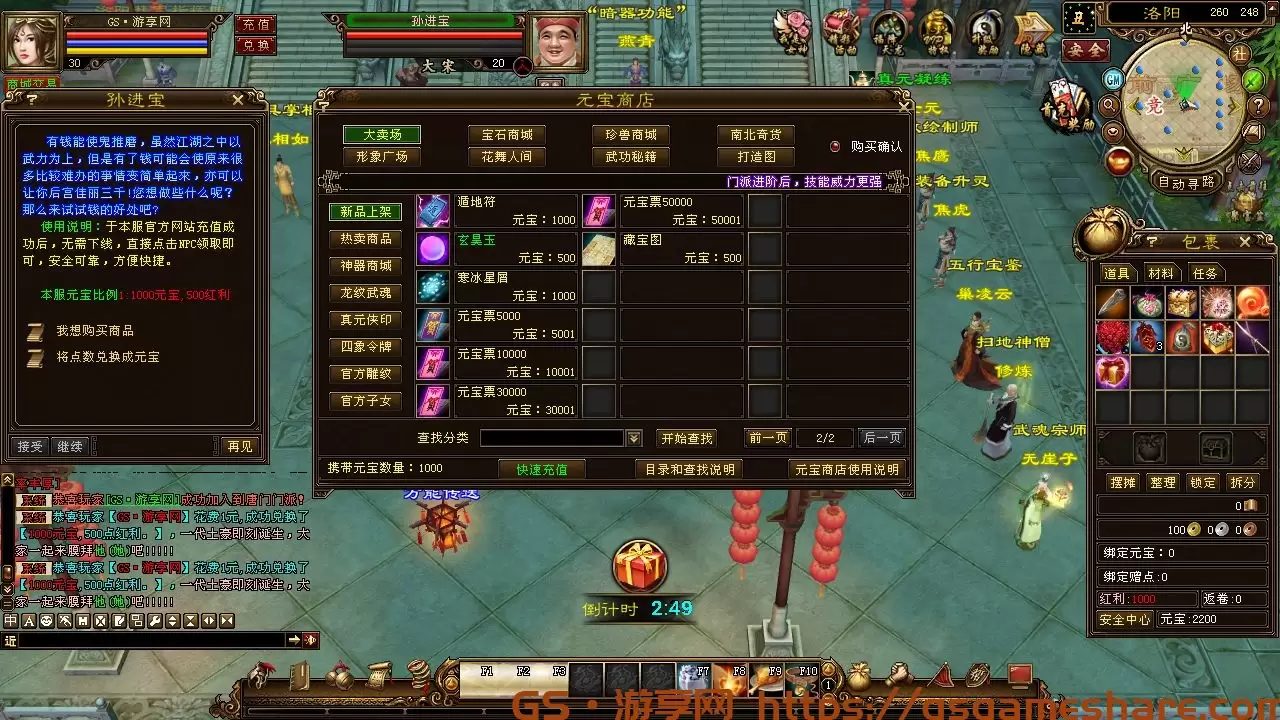 GS·游享网
30
充值
兑换
商城交易
孙进宝
大宋
20
“暗器功能”
燕青
丑
洛阳
260 248
安全
北
GM
自动寻路
真元凝练
焦鹰
装备升灵
焦虎
五行宝鉴
巢凌云
扫地神僧
修炼
武魂宗师
无崖子
相如
孙进宝
有钱能使鬼推磨，虽然江湖之中以
武力为上，但是有了钱可能会使原来很
多比较难办的事情变简单起来，亦可以
让你后宫佳丽三千!您想做些什么呢?
那么来试试钱的好处吧?
使用说明：于本服官方网站充值成
功后，无需下线，直接点击NPC领取即
可，安全可靠，方便快捷。
本服元宝比例1:1000元宝,500红利
我想购买商品
将点数兑换成元宝
接受
继续
再见
元宝商店
大卖场
宝石商城
珍兽商城
南北奇货
形象广场
花舞人间
武功秘籍
打造图
购买确认
门派进阶后，技能威力更强
新品上架
热卖商品
神器商城
龙纹武魂
真元侠印
四象令牌
官方雕纹
官方子女
遁地符
元宝：1000
元宝票50000
元宝：50001
玄昊玉
元宝：500
藏宝图
元宝：500
寒冰星屑
元宝：1000
元宝票5000
元宝：5001
元宝票10000
元宝：10001
元宝票30000
元宝：30001
查找分类
开始查找
前一页
2/2
后一页
携带元宝数量：1000
快速充值
目录和查找说明
元宝商店使用说明
包裹
道具
材料
任务
3
摆摊
整理
锁定
拆分
0
100 0 0
绑定元宝：0
绑定赠点:0
红利:1000
返卷:0
安全中心
元宝:2200
恭喜玩家[GS·游享网]成功加入到唐门门派!
恭喜玩家【GS·游享网】花费1元,成功兑换了
【1000元宝,500点红利。】，一代土豪即刻诞生，大
家一起来膜拜他(她)吧!!!!!
恭喜玩家【GS·游享网】花费1元,成功兑换了
【1000元宝,500点红利。】，一代土豪即刻诞生，大
家一起来膜拜他(她)吧!!!!!
近
万能传送
倒计时 2:49
F1
F2
F3
F7
F8
F9
F10
1
GS·游享网 https://gsgameshare.com